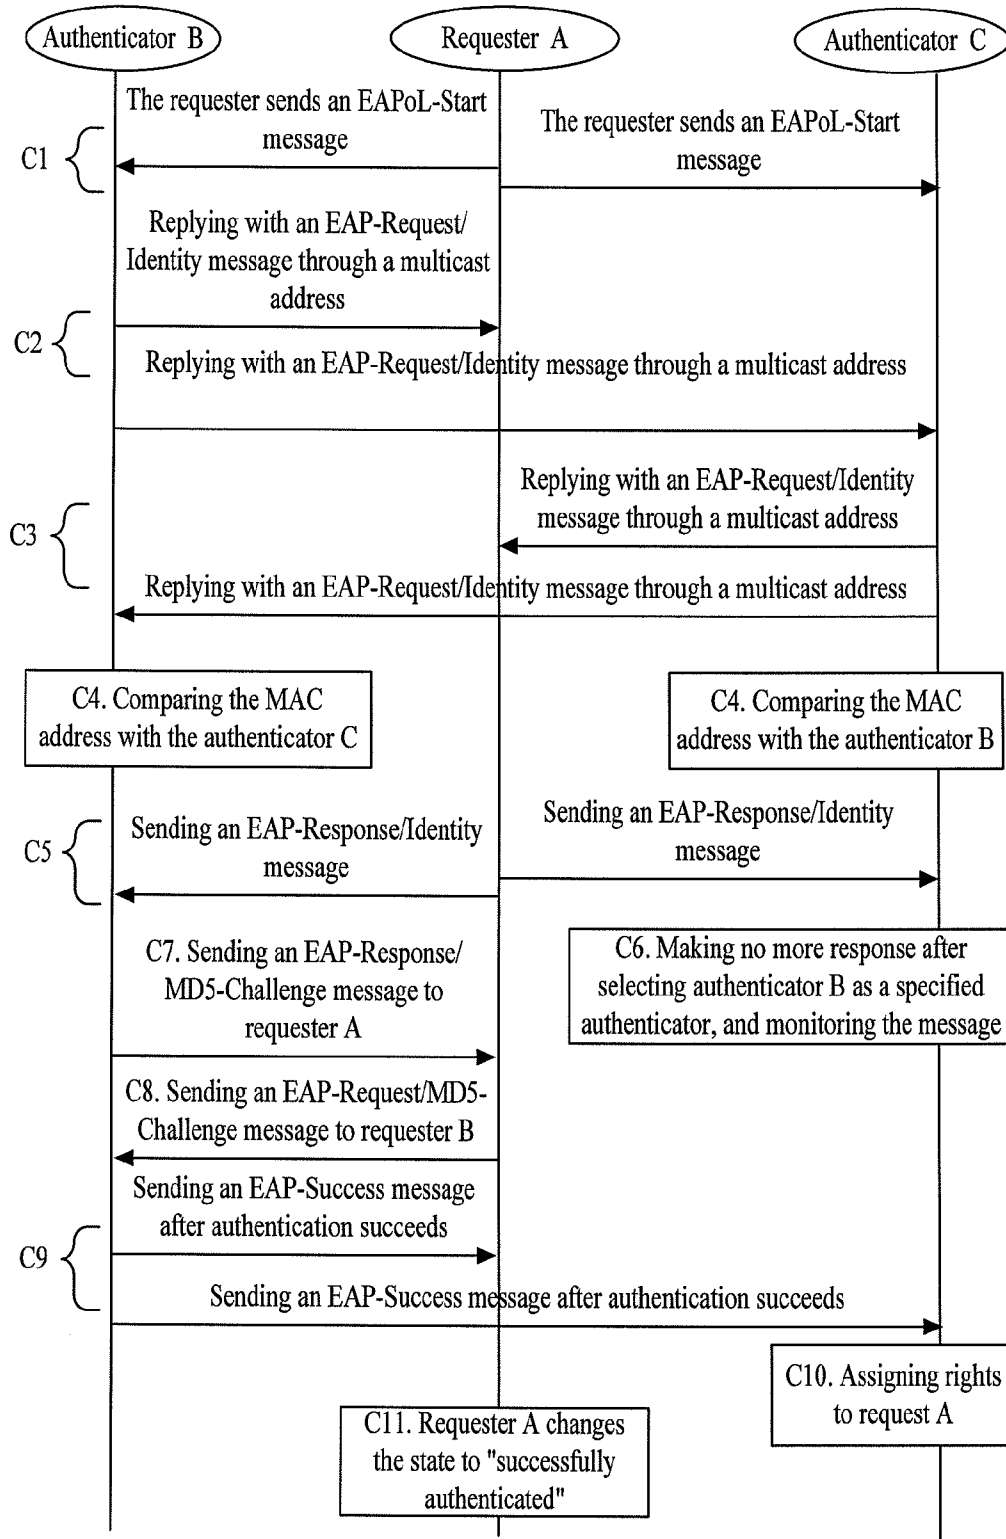 Authenticator B
Requester A
Authenticator C
The requester sends an EAPoL-Start
message
The requester sends an EAPoL-Start
message
C1
Replying with an EAP-Request/
Identity message through a multicast
address
C2
Replying with an EAP-Request/Identity message through a multicast address
Replying with an EAP-Request/Identity
message through a multicast address
C3
Replying with an EAP-Request/Identity message through a multicast address
C4. Comparing the MAC
address with the authenticator C
C4. Comparing the MAC
address with the authenticator B
Sending an EAP-Response/Identity
message
Sending an EAP-Response/Identity
message
C5
C7. Sending an EAP-Response/
MD5-Challenge message to
requester A
C6. Making no more response after
selecting authenticator B as a specified
authenticator, and monitoring the message
C8. Sending an EAP-Request/MD5-
Challenge message to requester B
Sending an EAP-Success message
after authentication succeeds
C9
Sending an EAP-Success message after authentication succeeds
C10. Assigning rights
to request A
C11. Requester A changes
the state to "successfully
authenticated"